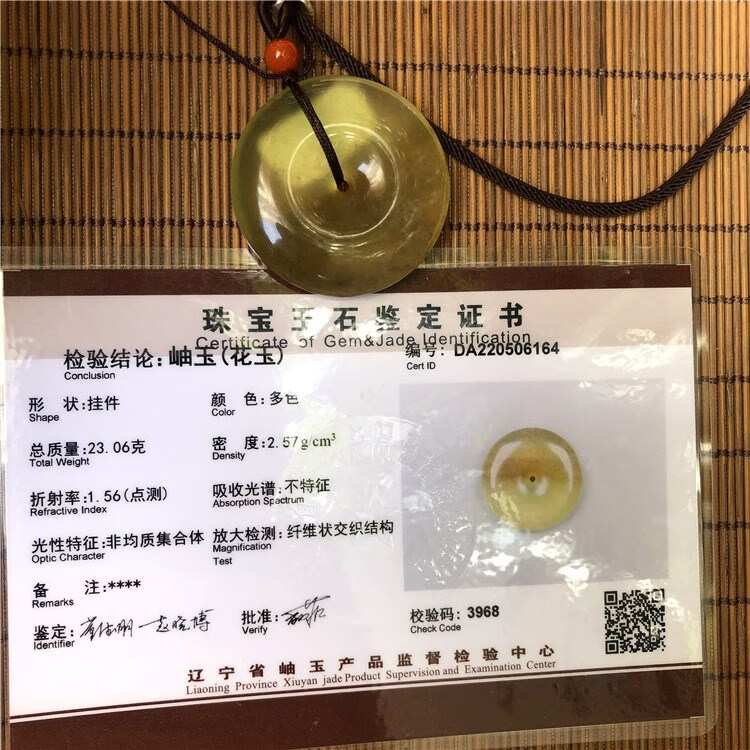 珠宝玉石鉴定证书
Certificate of Gem&Jade Identification
检验结论:岫玉(花玉)
Conclusion
编号: DA220506164
Cert ID
形 状:挂件
Shape
颜 色:多色
Color
总质量:23.06克
Total Weight
密 度:2.57g/cm³
Density
折射率:1.56(点测)
Refractive Index
吸收光谱:不特征
Absorption Spectrum
光性特征:非均质集合体
Optic Character
放大检测:纤维状交织结构
Magnification
Test
备 注:****
Remarks
鉴定:
Identifier
批准:
Verify
校验码: 3968
Check Code
辽宁省岫玉产品监督检验中心
Liaoning Province Xiuyan jade Product Supervision and Examination Center